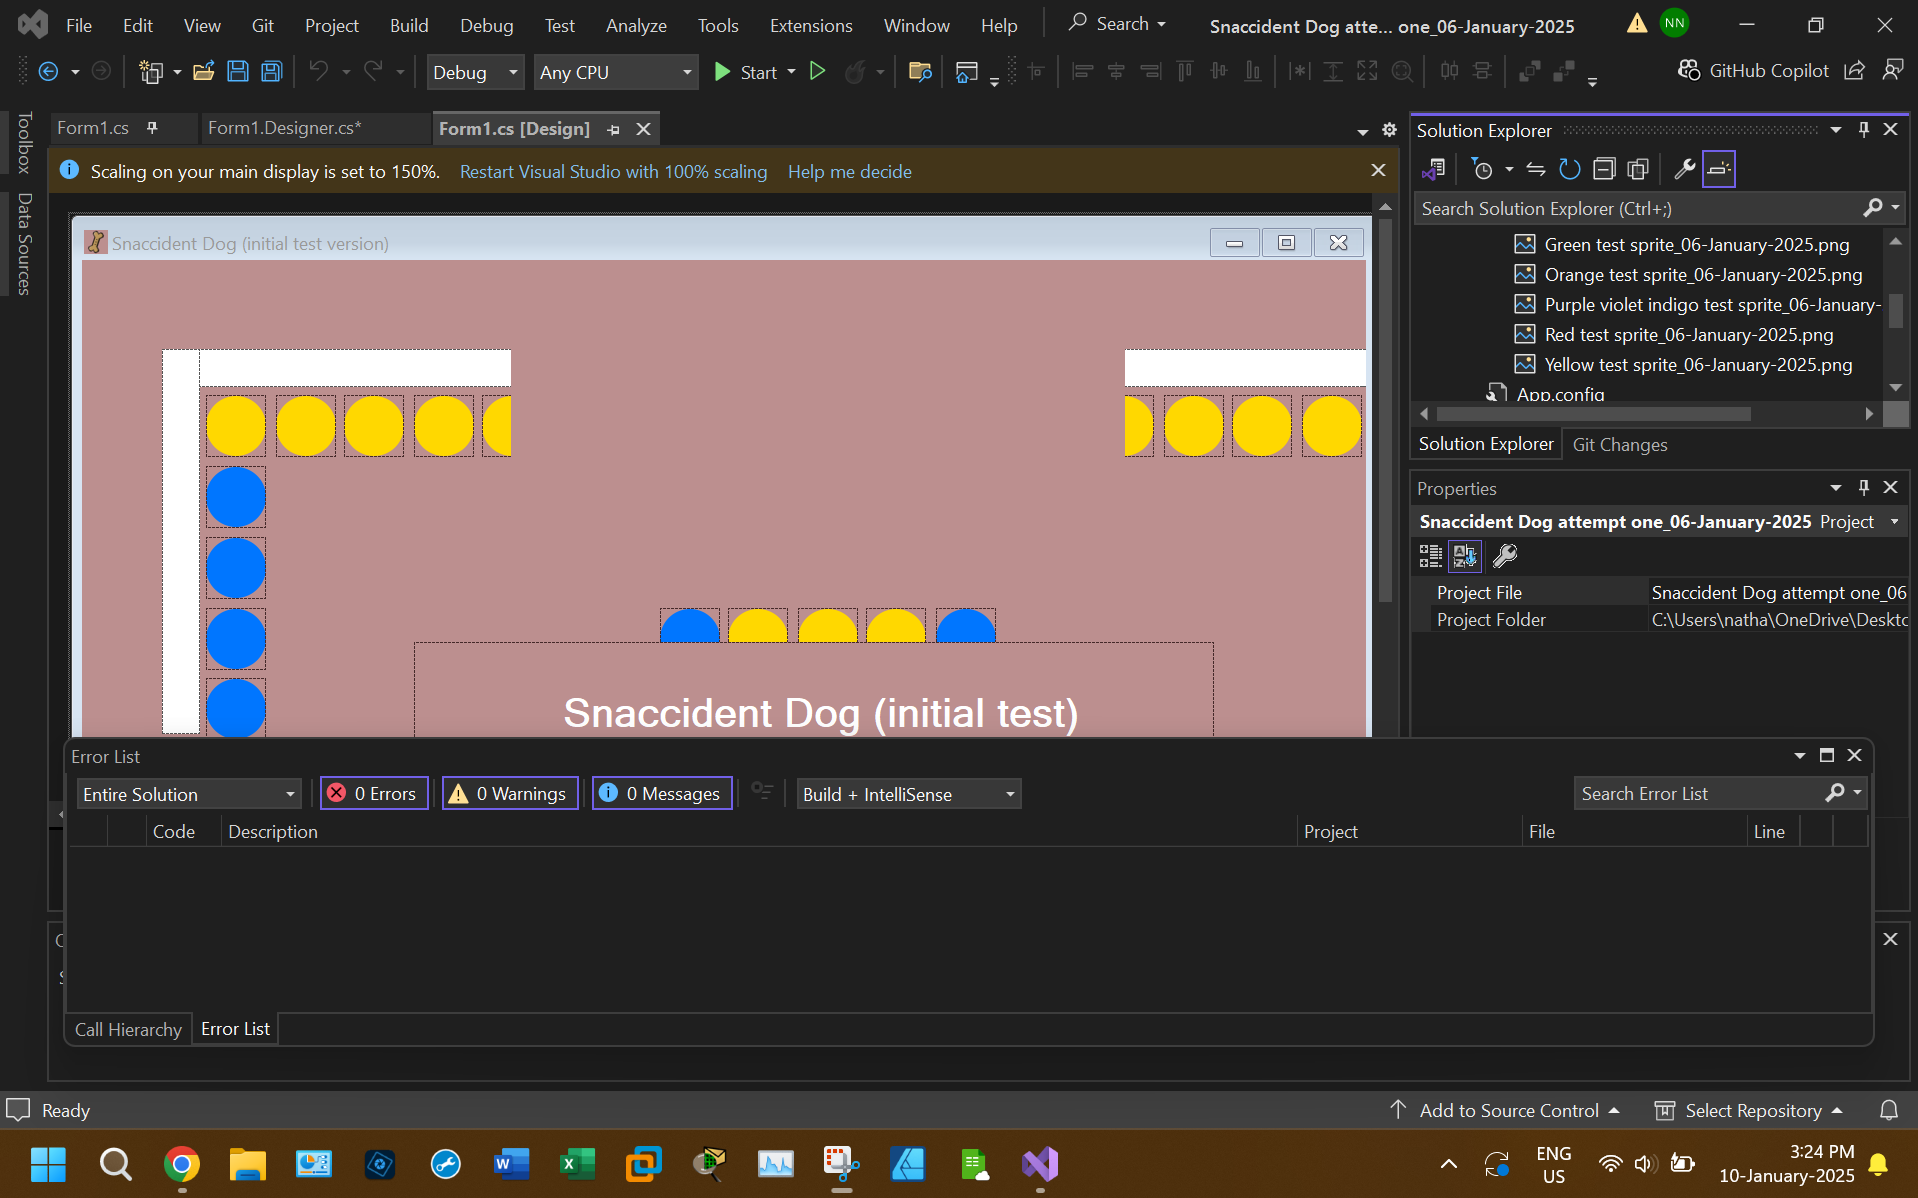 File Edit View Git Project Build Debug Test Analyze Tools Extensions Window Help Search Snaccident Dog atte... one_06-January-2025 NN
Debug Any CPU Start GitHub Copilot
Toolbox
Data Sources
Form1.cs Form1.Designer.cs* Form1.cs [Design]
Scaling on your main display is set to 150%. Restart Visual Studio with 100% scaling Help me decide
Snaccident Dog (initial test version)
Snaccident Dog (initial test)
Solution Explorer
Search Solution Explorer (Ctrl+;)
Green test sprite_06-January-2025.png
Orange test sprite_06-January-2025.png
Purple violet indigo test sprite_06-January-
Red test sprite_06-January-2025.png
Yellow test sprite_06-January-2025.png
App.config
Solution Explorer Git Changes
Properties
Snaccident Dog attempt one_06-January-2025 Project
Project File Snaccident Dog attempt one_06
Project Folder C:\Users\natha\OneDrive\Deskto
Error List
Entire Solution 0 Errors 0 Warnings 0 Messages Build + IntelliSense Search Error List
Code Description Project File Line
Call Hierarchy Error List
Ready Add to Source Control Select Repository
ENG
US
3:24 PM
10-January-2025